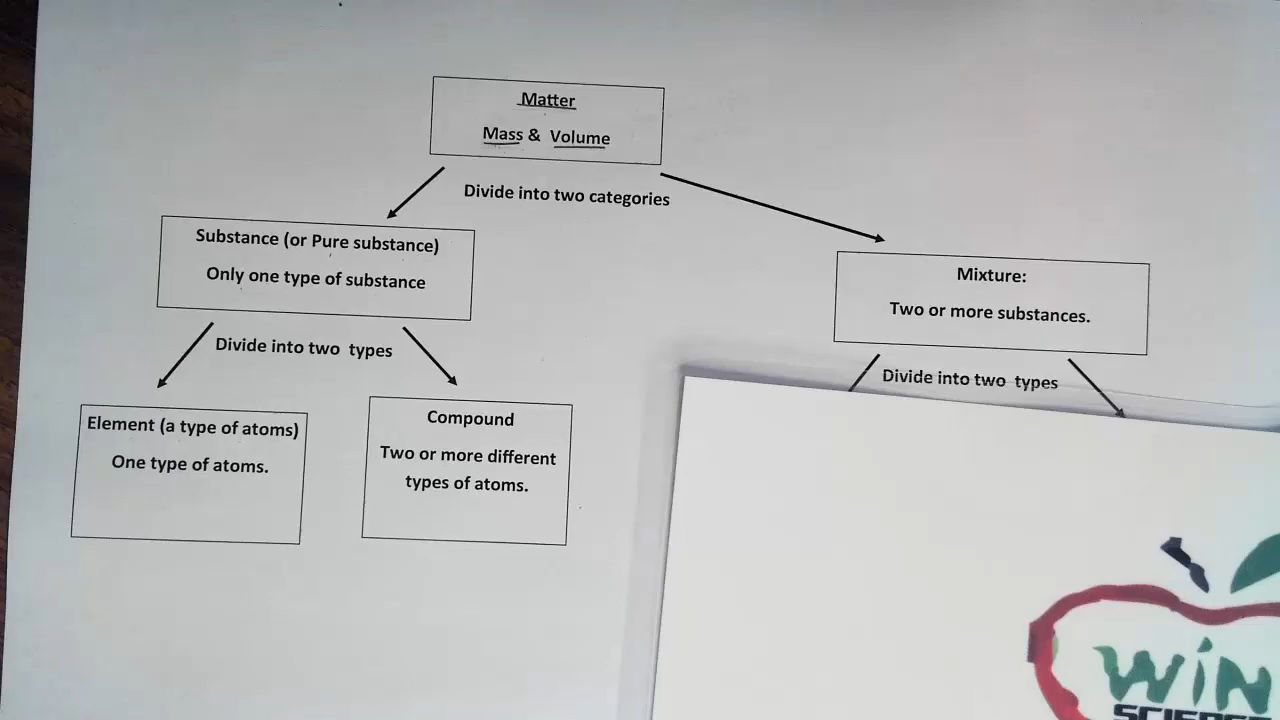 Matter
Mass & Volume
Divide into two categories
Substance (or Pure substance)
Only one type of substance
Mixture:
Two or more substances.
Divide into two types
Divide into two types
Element (a type of atoms)
One type of atoms.
Compound
Two or more different
types of atoms.
WiN
SCIENCE